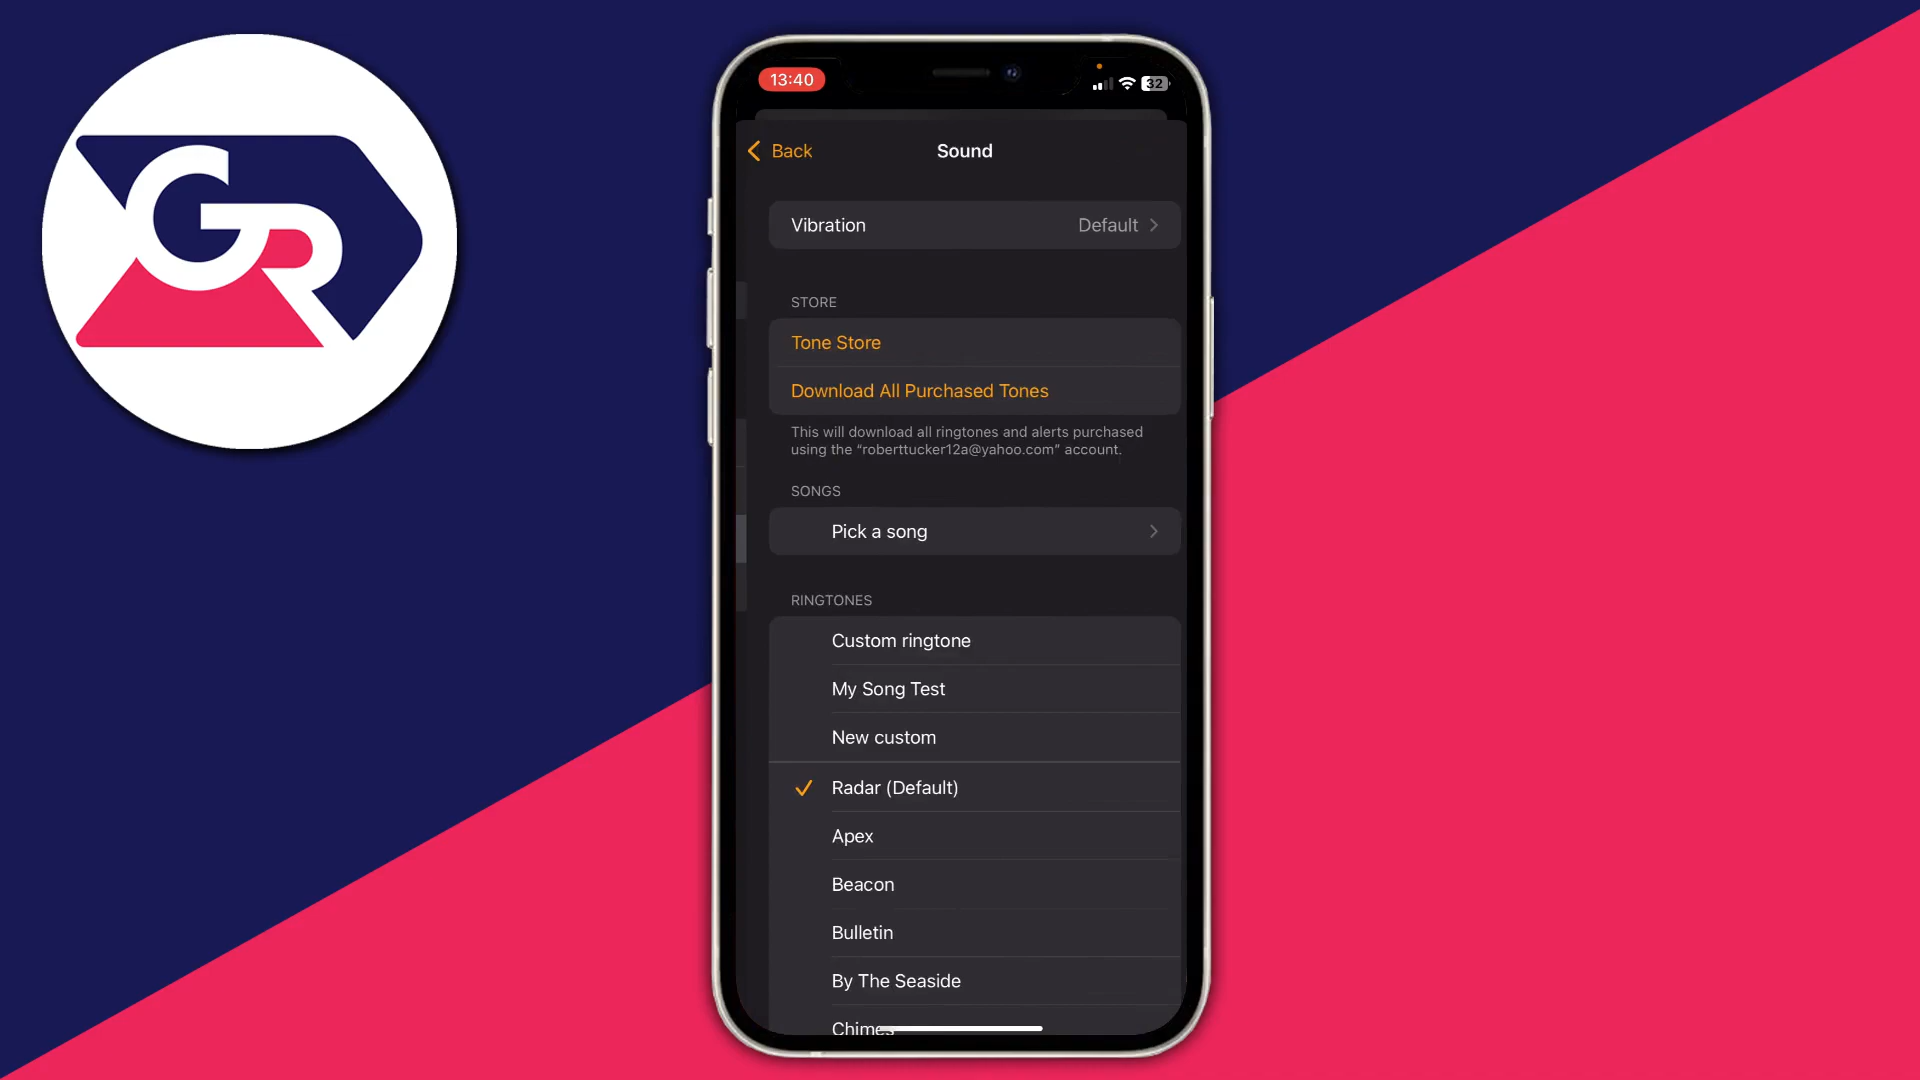 GR
13:40
32
Back
Sound
Vibration
Default
STORE
Tone Store
Download All Purchased Tones
This will download all ringtones and alerts purchased
using the “roberttucker12a@yahoo.com” account.
SONGS
Pick a song
RINGTONES
Custom ringtone
My Song Test
New custom
Radar (Default)
Apex
Beacon
Bulletin
By The Seaside
Chimes